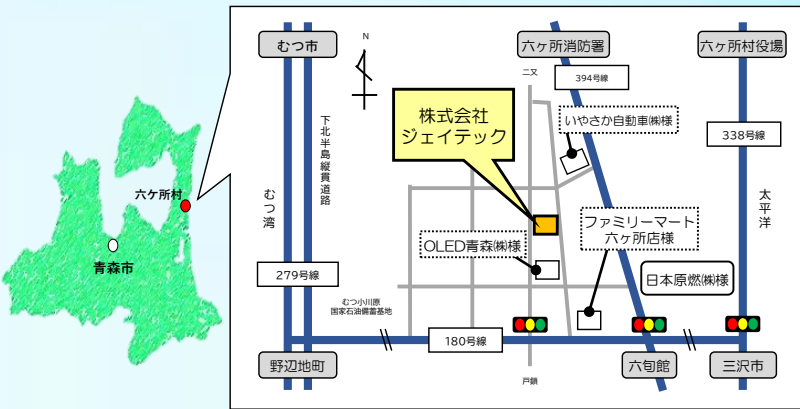 むつ市
N
六ヶ所消防署
六ヶ所村役場
二又
394号線
株式会社
ジェイテック
いやさか自動車㈱様
338号線
下北半島縦貫道路
六ケ所村
むつ湾
太平洋
ファミリーマート
六ヶ所店様
OLED青森㈱様
青森市
279号線
日本原燃㈱様
むつ小川原
国家石油備蓄基地
180号線
野辺地町
六旬館
三沢市
戸鎖